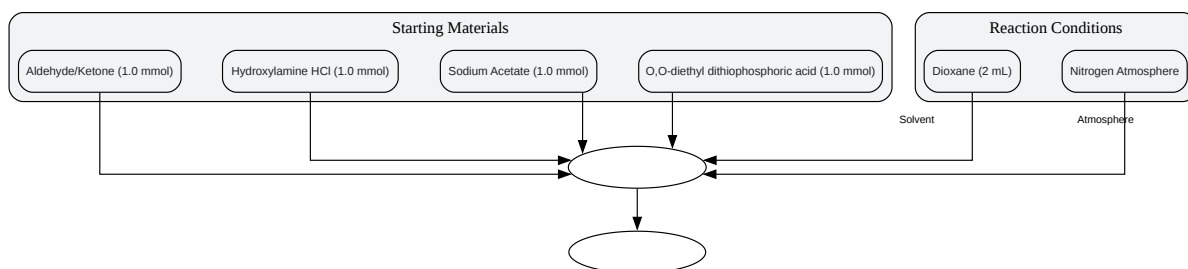 Starting Materials
Reaction Conditions
Aldehyde/Ketone (1.0 mmol)
Hydroxylamine HCl (1.0 mmol)
Sodium Acetate (1.0 mmol)
O,O-diethyl dithiophosphoric acid (1.0 mmol)
Dioxane (2 mL)
Nitrogen Atmosphere
Solvent
Atmosphere